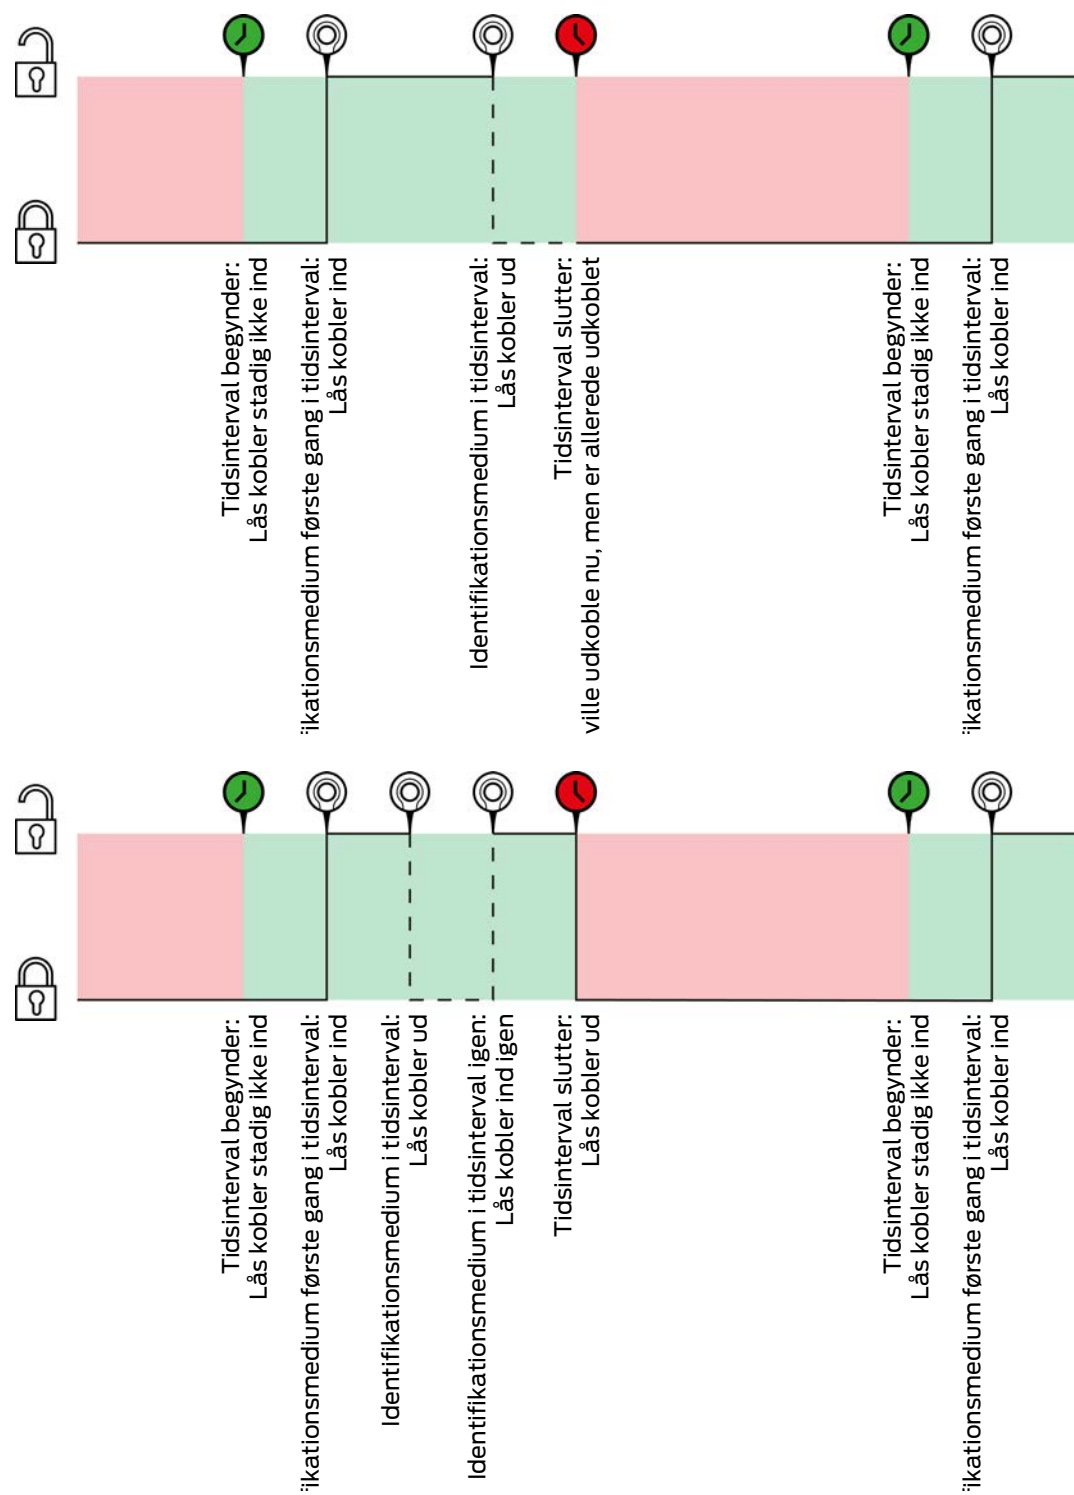 Tidsinterval begynder:
Lås kobler stadig ikke ind
ikationsmedium første gang i tidsinterval:
Lås kobler ind
Identifikationsmedium i tidsinterval:
Lås kobler ud
Tidsinterval slutter:
ville udkoble nu, men er allerede udkoblet
Tidsinterval begynder:
Lås kobler stadig ikke ind
ikationsmedium første gang i tidsinterval:
Lås kobler ind
Tidsinterval begynder:
Lås kobler stadig ikke ind
fikationsmedium første gang i tidsinterval:
Lås kobler ind
Identifikationsmedium i tidsinterval:
Lås kobler ud
Identifikationsmedium i tidsinterval igen:
Lås kobler ind igen
Tidsinterval slutter:
Lås kobler ud
Tidsinterval begynder:
Lås kobler stadig ikke ind
fikationsmedium første gang i tidsinterval:
Lås kobler ind